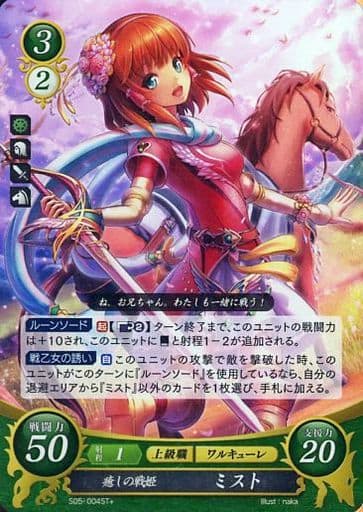 3
2
ね、お兄ちゃん。わたしも一緒に戦う！
ルーンソード 起【 2】ターン終了まで、このユニットの戦闘力
は+10され、このユニットに と射程1-2が追加される。
戦乙女の誘い 自 このユニットの攻撃で敵を撃破した時、この
ユニットがこのターン中に『ルーンソード』を使用しているなら、自分の
退避エリアから『ミスト』以外のカードを1枚選び、手札に加える。
戦闘力
50
射程
1
上級職
ワルキューレ
支援力
20
癒しの戦姫
ミスト
S05-004ST+
Illust : naka